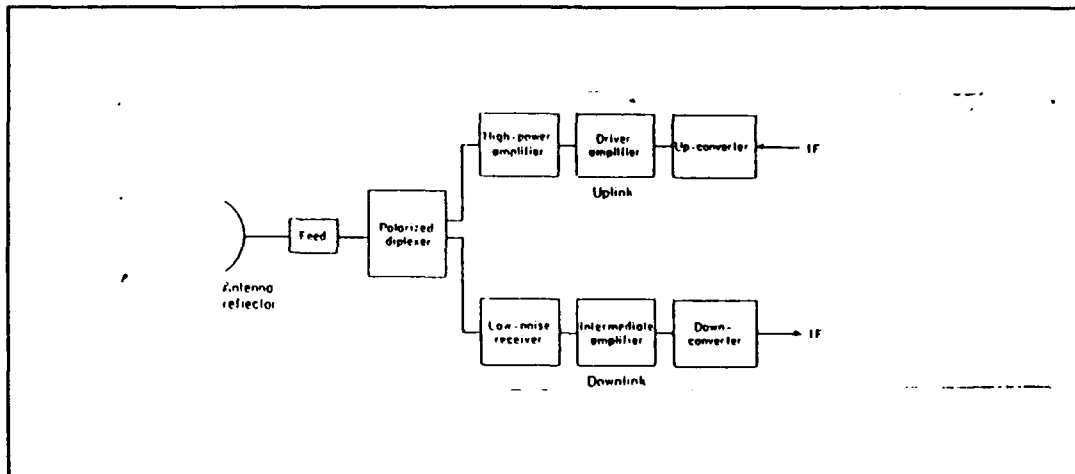 High-power
amplifier
Driver
amplifier
Up-converter
IF
Uplink
Feed
Polarized
diplexer
Antenna
reflector
Low-noise
receiver
Intermediate
amplifier
Down-
converter
IF
Downlink